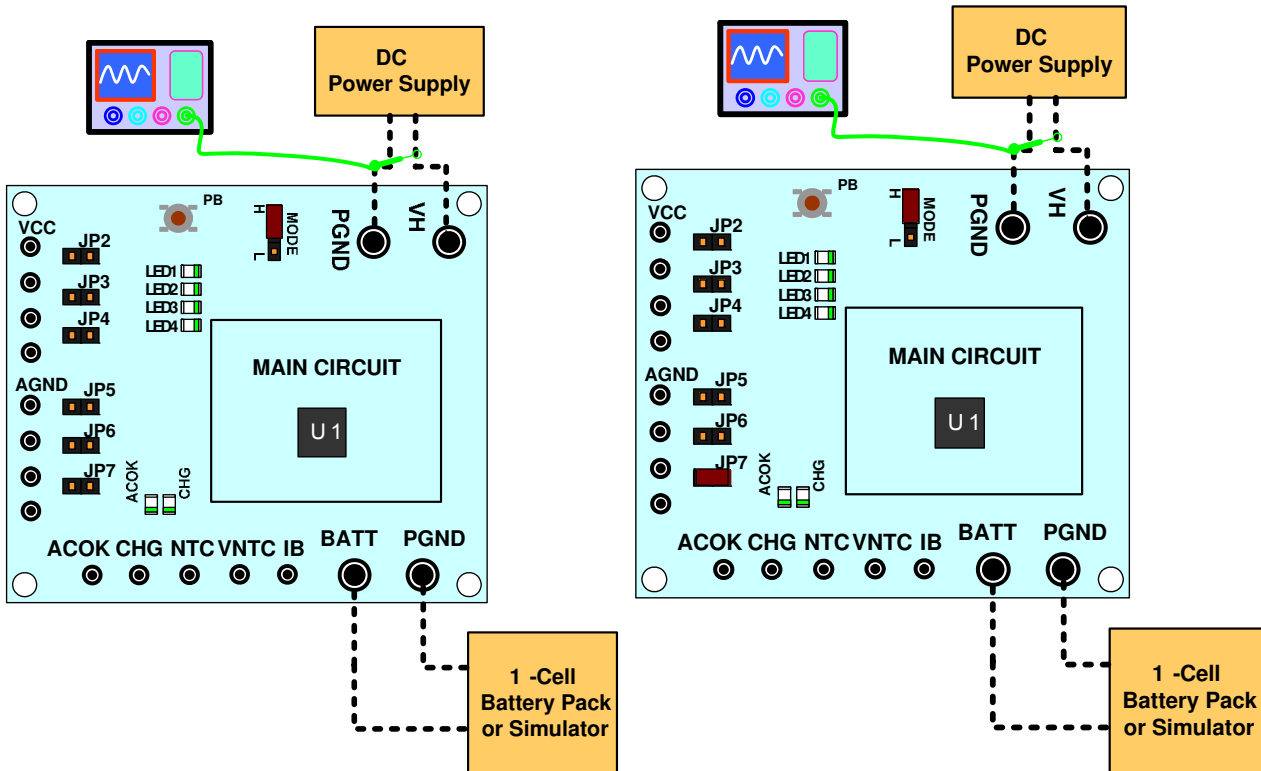 DC
Power Supply
PB
H
MODE
L
PGND
VH
VCC
JP2
JP3
JP4
LED1
LED2
LED3
LED4
MAIN CIRCUIT
U 1
AGND
JP5
JP6
JP7
ACOK
CHG
ACOK CHG NTC VNTC IB
BATT
PGND
1 -Cell
Battery Pack
or Simulator
DC
Power Supply
PB
H
MODE
L
PGND
VH
VCC
JP2
JP3
JP4
LED1
LED2
LED3
LED4
MAIN CIRCUIT
U 1
AGND
JP5
JP6
JP7
ACOK
CHG
ACOK CHG NTC VNTC IB
BATT
PGND
1 -Cell
Battery Pack
or Simulator